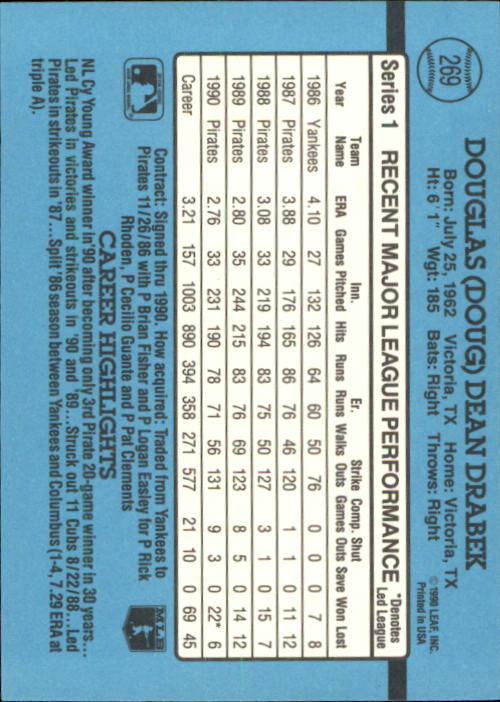 269
DOUGLAS (DOUG) DEAN DRABEK
Born: July 25, 1962 Victoria, TX Home: Victoria, TX
Ht: 6' 1" Wgt: 185 Bats: Right Throws: Right
© 1990 LEAF, INC.
Printed in USA
Series 1 RECENT MAJOR LEAGUE PERFORMANCE *Denotes Led League
Team Inn. Er. Strike Comp. Shut
Year Name ERA Games Pitched Hits Runs Runs Walks Outs Games Outs Save Won Lost
1986 Yankees 4.10 27 132 126 64 60 50 76 0 0 0 7 8
1987 Pirates 3.88 29 176 165 86 76 46 120 1 1 0 11 12
1988 Pirates 3.08 33 219 194 83 75 50 127 3 1 0 15 7
1989 Pirates 2.80 35 244 215 83 76 69 123 8 5 0 14 12
1990 Pirates 2.76 33 231 190 78 71 56 131 9 3 0 22* 6
Career 3.21 157 1003 890 394 358 271 577 21 10 0 69 45
Contract: Signed thru 1990. How acquired: Traded from Yankees to
Pirates 11/26/86 with P Brian Fisher and P Logan Easley for P Rick
Rhoden, P Cecilio Guante and P Pat Clements
MLB
CAREER HIGHLIGHTS
NL Cy Young Award winner in '90 after becoming only 3rd Pirate 20-game winner in 30 years...
Led Pirates in victories and strikeouts in '90 and '89...Struck out 11 Cubs 8/22/88...Led
Pirates in strikeouts in '87...Split '86 season between Yankees and Columbus (1-4, 7.29 ERA at
triple A).